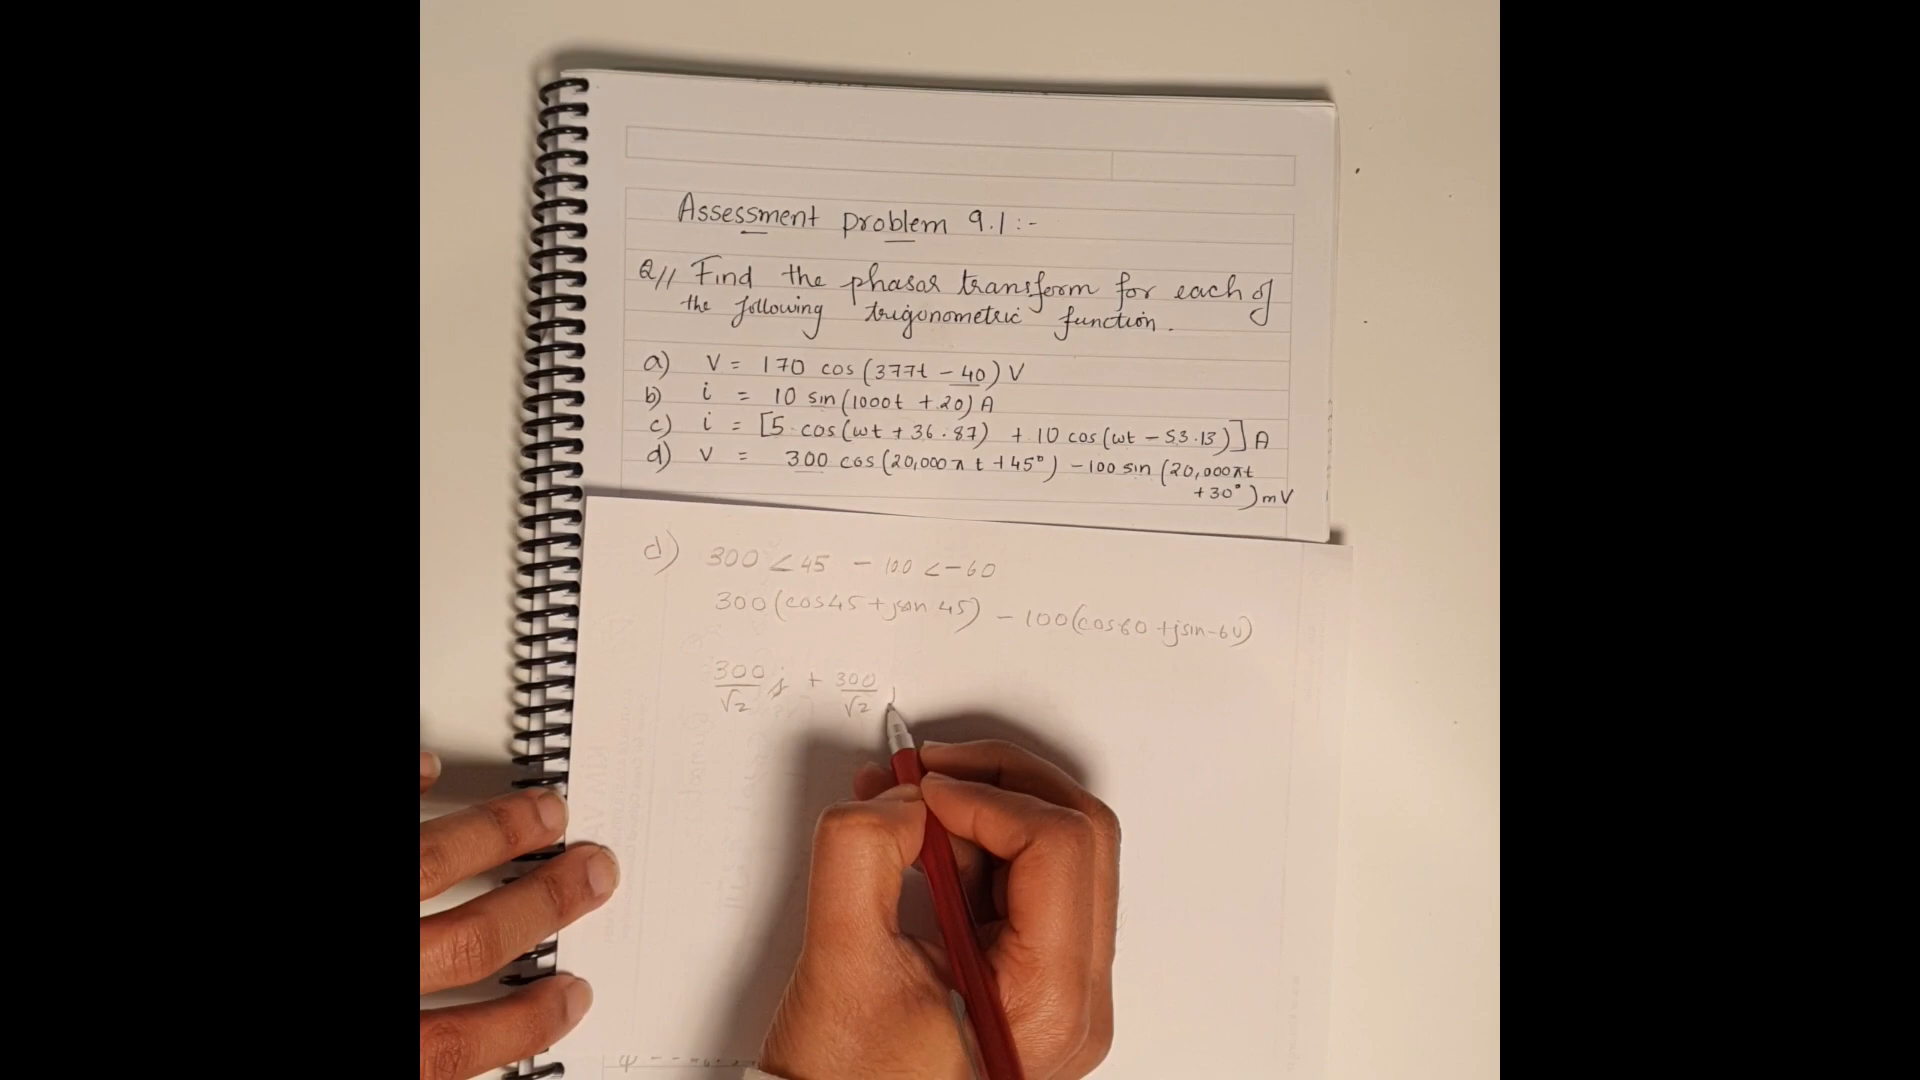 Assessment problem 9.1:-
Q// Find the phasor transform for each of
the following trigonometric function.
a) V = 170 cos(377t - 40) V
b) i = 10 sin(1000t + 20) A
c) i = [5 cos(wt + 36.87) + 10 cos(wt - 53.13)] A
d) v = 300 cos(20,000π t + 45°) - 100 sin (20,000πt
+ 30°) mV
d) 300 ∠ 45 - 100 ∠ -60
300 (cos45 + jsin 45) - 100(cos60 + jsin-60)
300/√2 j + 300/√2 j